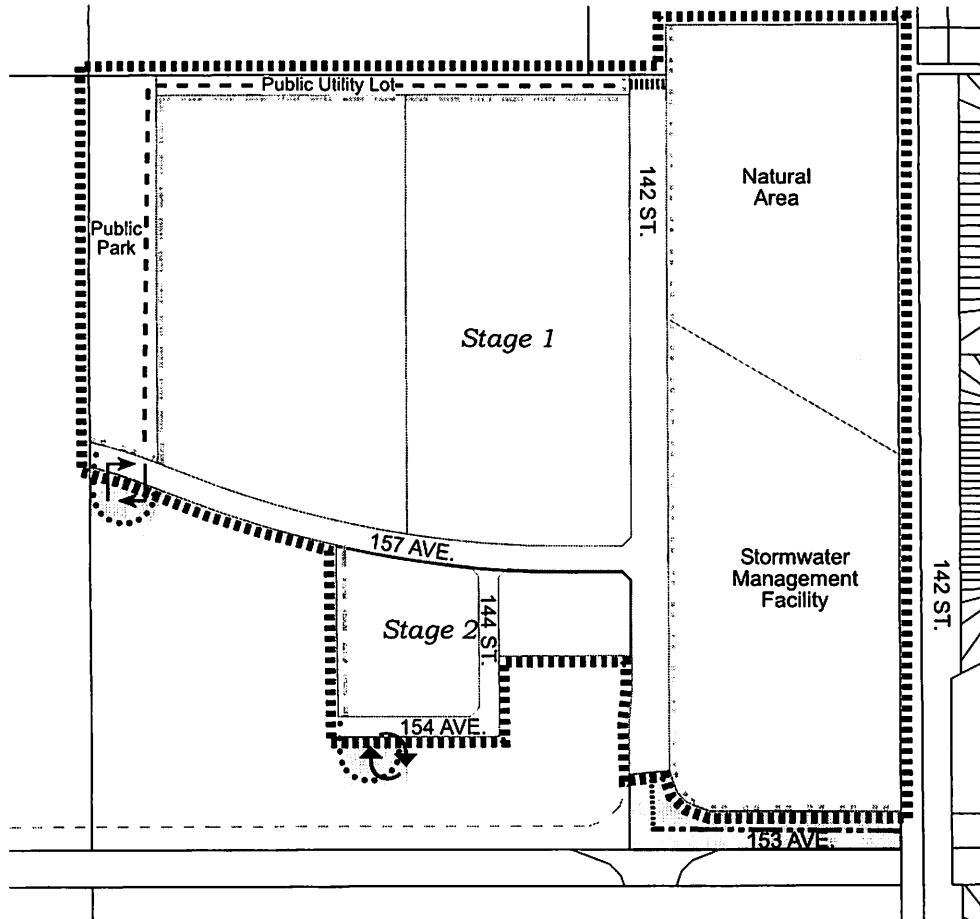 Public Utility Lot
142 ST.
Natural
Area
Public
Park
Stage 1
157 AVE.
Stormwater
Management
Facility
142 ST.
144 ST.
Stage 2
154 AVE.
153 AVE.